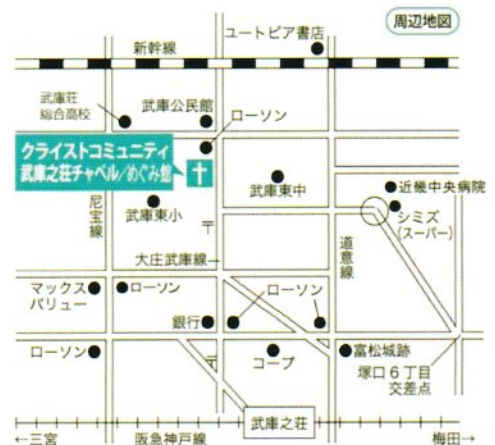 周辺地図
ユートピア書店
新幹線
武庫荘
総合高校
武庫公民館
ローソン
クライストコミュニティ
武庫之荘チャペル/めぐみ館
武庫東中
近畿中央病院
シミズ
(スーパー)
武庫東小
〒
尼宝線
道意線
大庄武庫線→
マックス
バリュー
ローソン
ローソン
銀行
ローソン
〒
コープ
富松城跡
塚口6丁目
交差点
武庫之荘
←三宮
阪急神戸線
梅田→